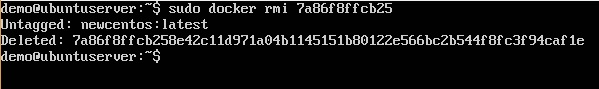 demo@ubuntuserver:~$ sudo docker rmi 7a86f8ffcb25
Untagged: newcentos:latest
Deleted: 7a86f8ffcb258e42c11d971a04b1145151b80122e566bc2b544f8fc3f94caf1e
demo@ubuntuserver:~$